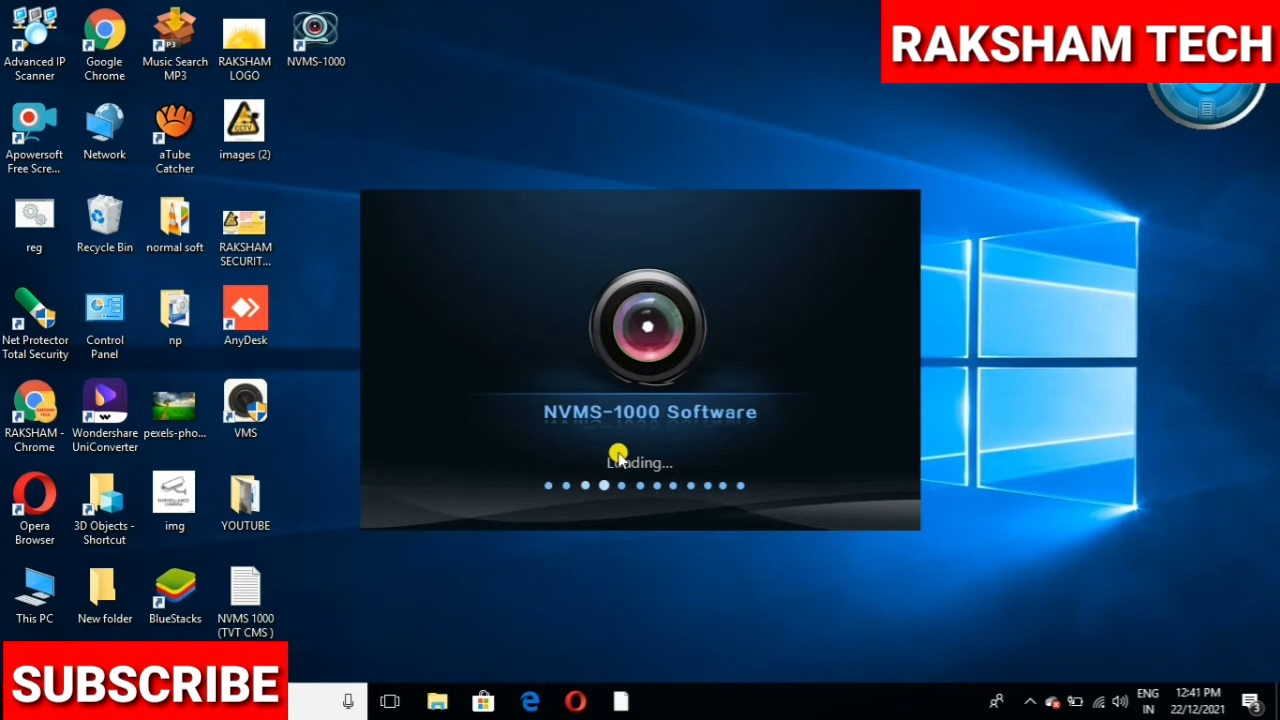 RAKSHAM TECH
Advanced IP
Scanner
Google
Chrome
Music Search
MP3
RAKSHAM
LOGO
NVMS-1000
Apowersoft
Free Scre...
Network
aTube
Catcher
images (2)
reg
Recycle Bin
normal soft
RAKSHAM
SECURIT...
Net Protector
Total Security
Control
Panel
np
AnyDesk
RAKSHAM -
Chrome
Wondershare
UniConverter
pexels-pho...
VMS
Opera
Browser
3D Objects -
Shortcut
img
YOUTUBE
This PC
New folder
BlueStacks
NVMS 1000
(TVT CMS )
NVMS-1000 Software
Loading...
SUBSCRIBE
ENG
IN
12:41 PM
22/12/2021
3